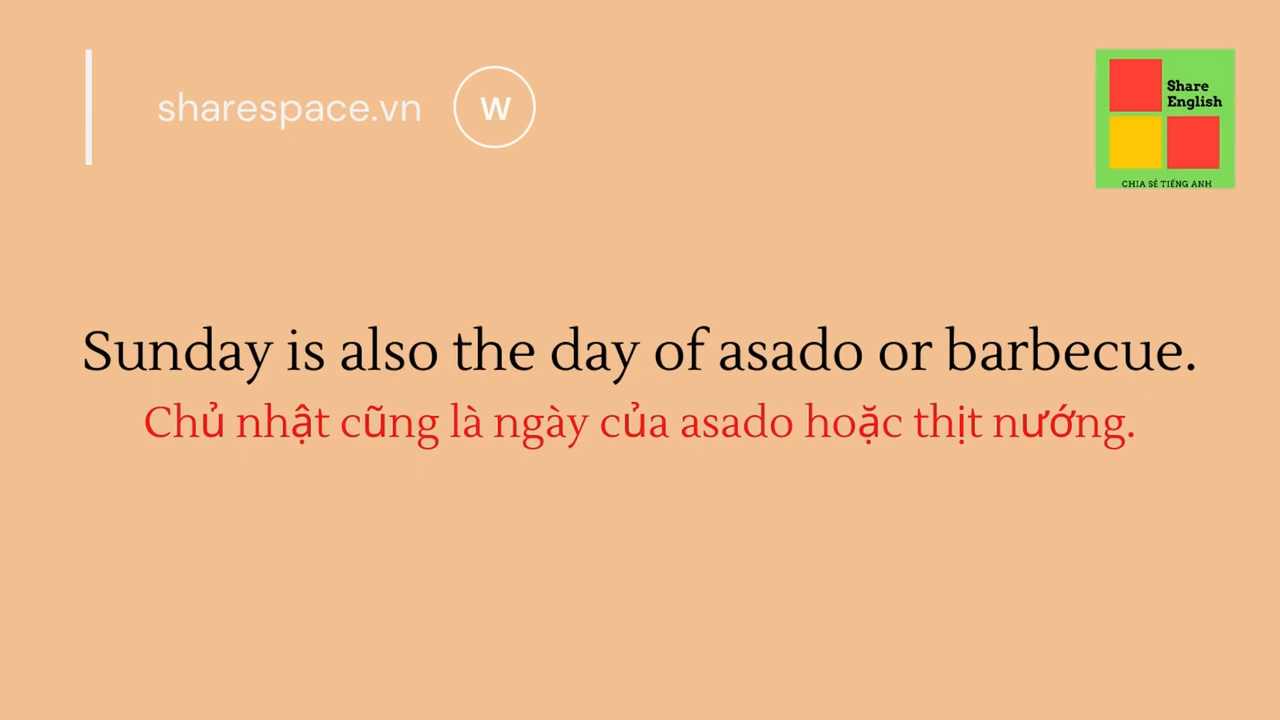 sharespace.vn
W
Share
English
CHIA SẺ TIẾNG ANH
Sunday is also the day of asado or barbecue.
Chủ nhật cũng là ngày của asado hoặc thịt nướng.